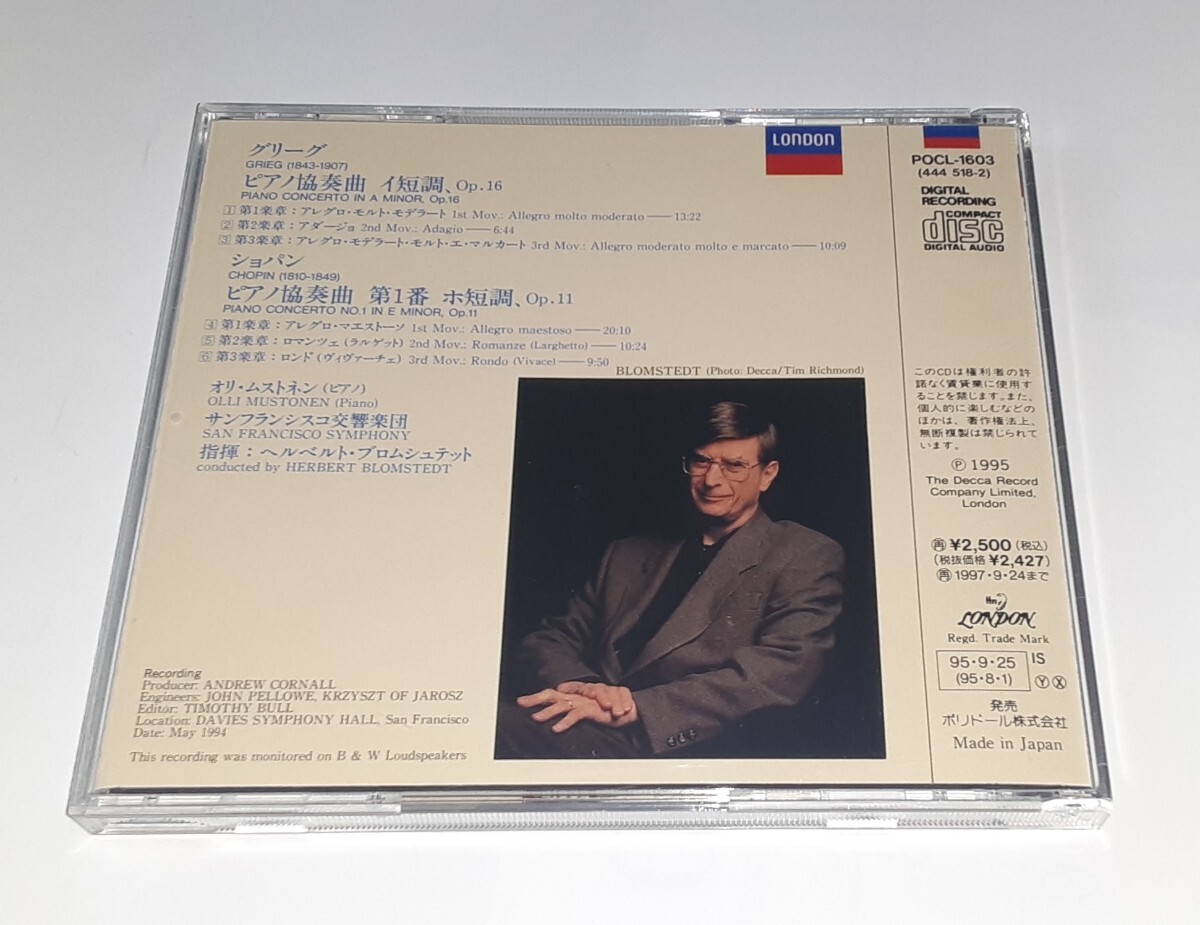 グリーグ
GRIEG (1843-1907)
ピアノ協奏曲 イ短調、Op.16
PIANO CONCERTO IN A MINOR, Op.16
1 第1楽章：アレグロ・モルト・モデラート 1st Mov.: Allegro molto moderato——13:22
2 第2楽章：アダージョ 2nd Mov.: Adagio——6:44
3 第3楽章：アレグロ・モデラート・モルト・エ・マルカート 3rd Mov.: Allegro moderato molto e marcato——10:09
ショパン
CHOPIN (1810-1849)
ピアノ協奏曲 第1番 ホ短調、Op.11
PIANO CONCERTO NO.1 IN E MINOR, Op.11
4 第1楽章：アレグロ・マエストーソ 1st Mov.: Allegro maestoso——20:10
5 第2楽章：ロマンツェ (ラルゲット) 2nd Mov.: Romanze (Larghetto)——10:24
6 第3楽章：ロンド (ヴィヴァーチェ) 3rd Mov.: Rondo (Vivace)——9:50
BLOMSTEDT (Photo: Decca/Tim Richmond)
オリ・ムストネン (ピアノ)
OLLI MUSTONEN (Piano)
サンフランシスコ交響楽団
SAN FRANCISCO SYMPHONY
指揮：ヘルベルト・ブロムシュテット
conducted by HERBERT BLOMSTEDT
Recording
Producer: ANDREW CORNALL
Engineers: JOHN PELLOWE, KRZYSZT OF JAROSZ
Editor: TIMOTHY BULL
Location: DAVIES SYMPHONY HALL, San Francisco
Date: May 1994
This recording was monitored on B & W Loudspeakers
LONDON
POCL-1603
(444 518-2)
DIGITAL
RECORDING
COMPACT
disc
DIGITAL AUDIO
このCDは権利者の許
諾なく賃貸業に使用す
ることを禁じます。また、
個人的に楽しむなどの
ほかは、著作権法上、
無断複製は禁じられて
います。
Ⓟ 1995
The Decca Record
Company Limited,
London
㊢ ¥2,500 (税込)
(税抜価格 ¥2,427)
再 1997・9・24まで
LONDON
Regd. Trade Mark
95・9・25 IS
(95・8・1) Ⓨ Ⓧ
発売
ポリドール株式会社
Made in Japan